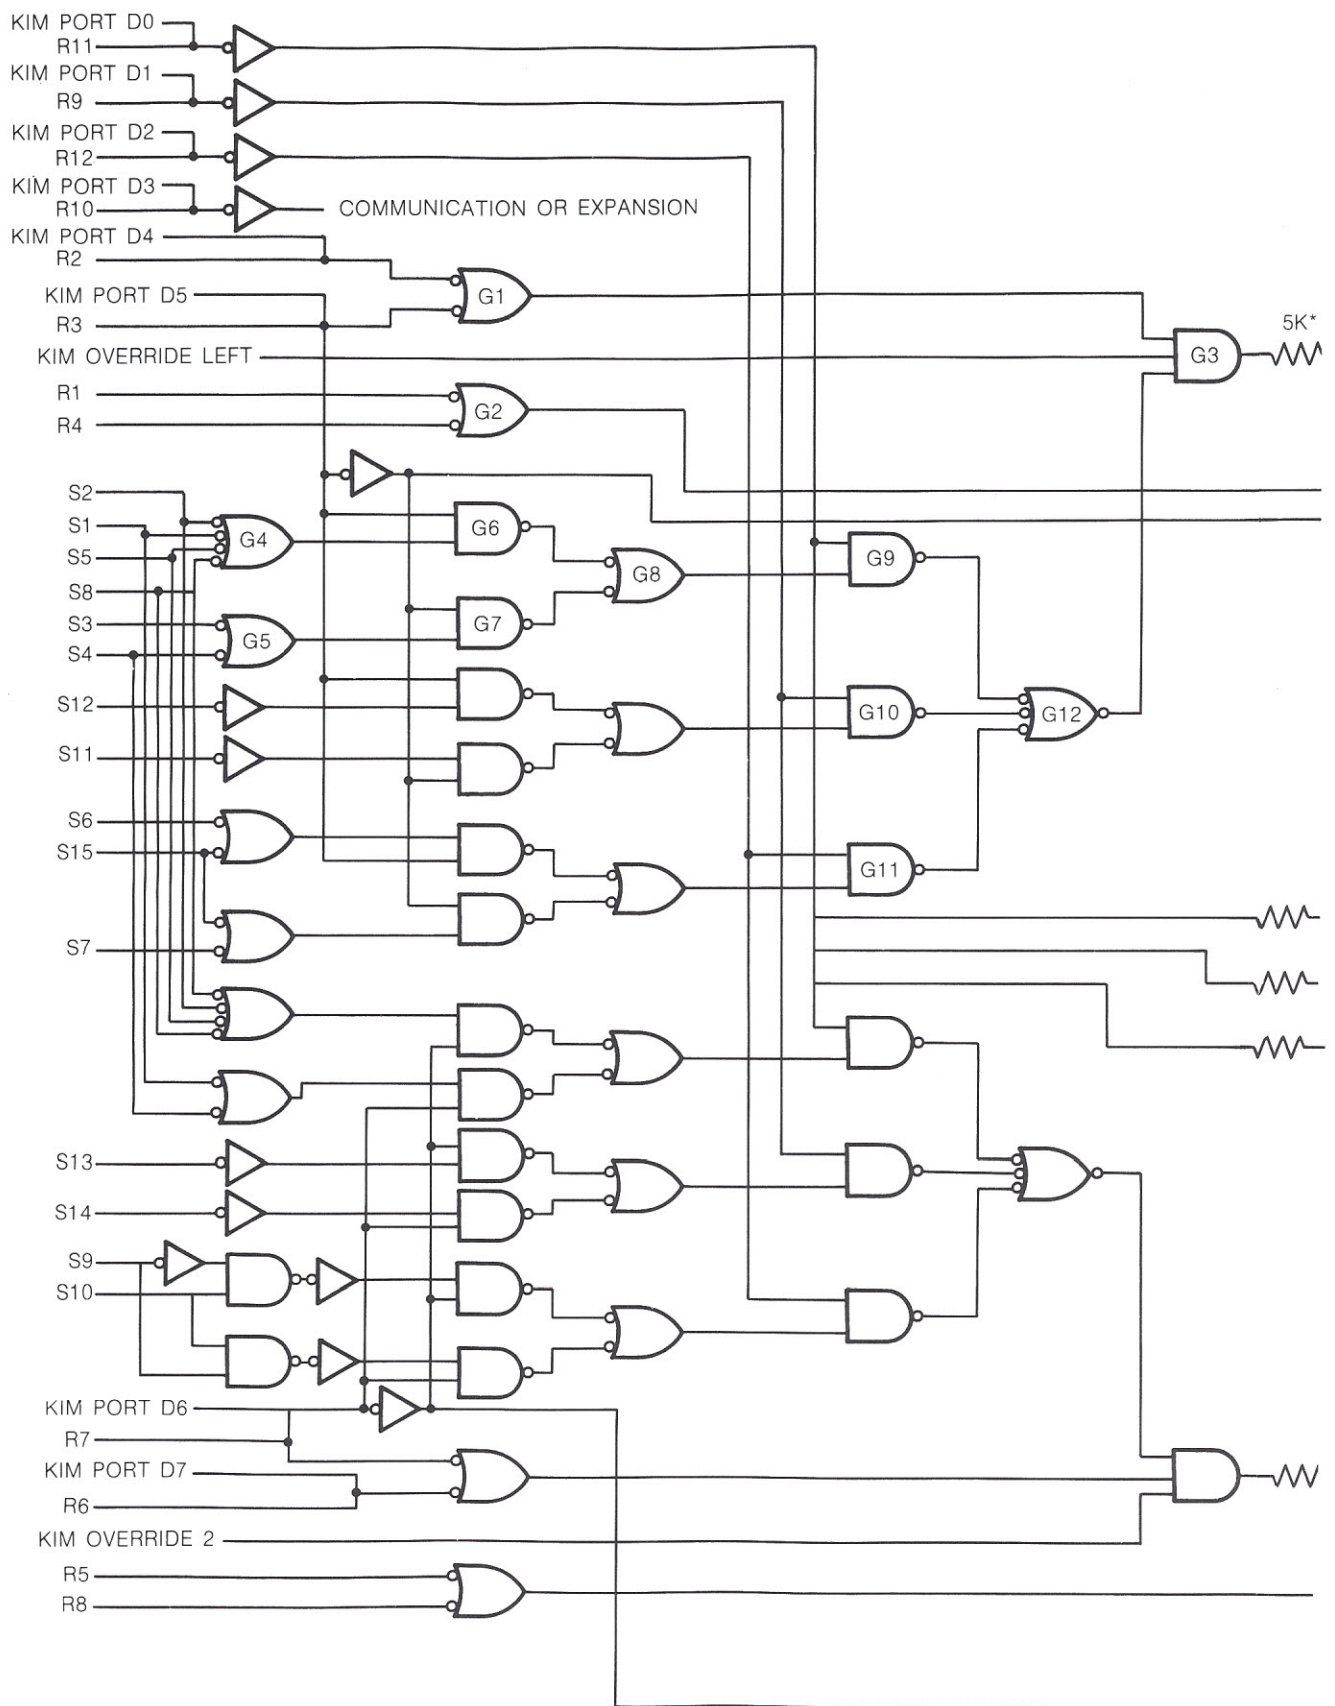 KIM PORT D0
R11
KIM PORT D1
R9
KIM PORT D2
R12
KIM PORT D3
R10
COMMUNICATION OR EXPANSION
KIM PORT D4
R2
G1
KIM PORT D5
R3
5K*
KIM OVERRIDE LEFT
G3
R1
G2
R4
S2
S1
G4
G6
S5
G9
G8
S8
S3
G7
G5
S4
S12
G10
G12
S11
S6
S15
G11
S7
S13
S14
S9
S10
KIM PORT D6
R7
KIM PORT D7
R6
KIM OVERRIDE 2
R5
R8